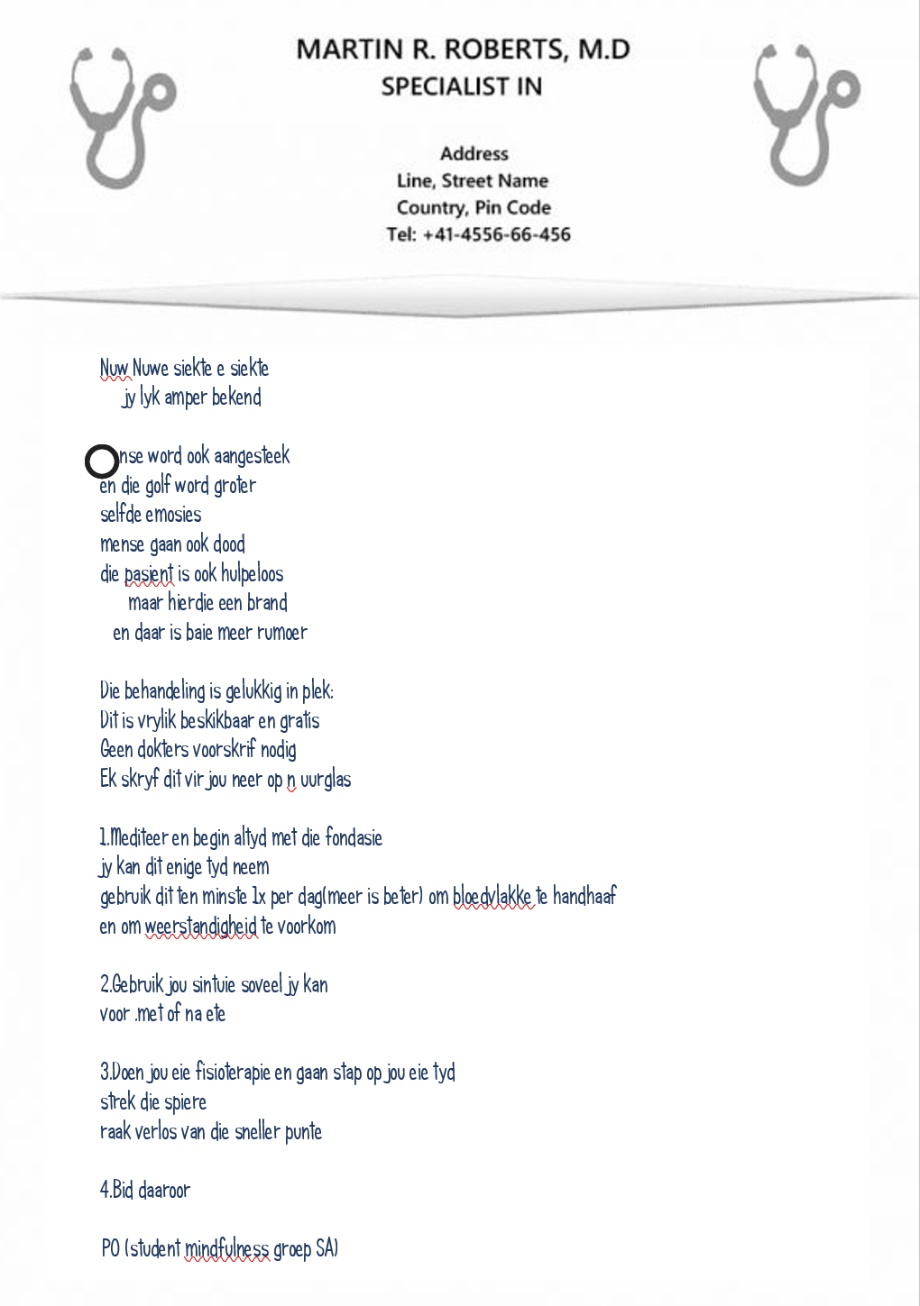 MARTIN R. ROBERTS, M.D
SPECIALIST IN
Address
Line, Street Name
Country, Pin Code
Tel: +41-4556-66-456
Nuw Nuwe siekte e siekte
jy lyk amper bekend
Onse word ook aangesteek
en die golf word groter
selfde emosies
mense gaan ook dood
die pasient is ook hulpeloos
maar hierdie een brand
en daar is baie meer rumoer
Die behandeling is gelukkig in plek:
Dit is vrylik beskikbaar en gratis
Geen dokters voorskrif nodig
Ek skryf dit vir jou neer op n uurglas
1.Mediteer en begin altyd met die fondasie
jy kan dit enige tyd neem
gebruik dit ten minste 1x per dag(meer is beter) om bloedvlakke te handhaaf
en om weerstandigheid te voorkom
2.Gebruik jou sintuie soveel jy kan
voor .met of na ete
3.Doen jou eie fisioterapie en gaan stap op jou eie tyd
strek die spiere
raak verlos van die sneller punte
4.Bid daaroor
PO (student mindfulness groep SA)